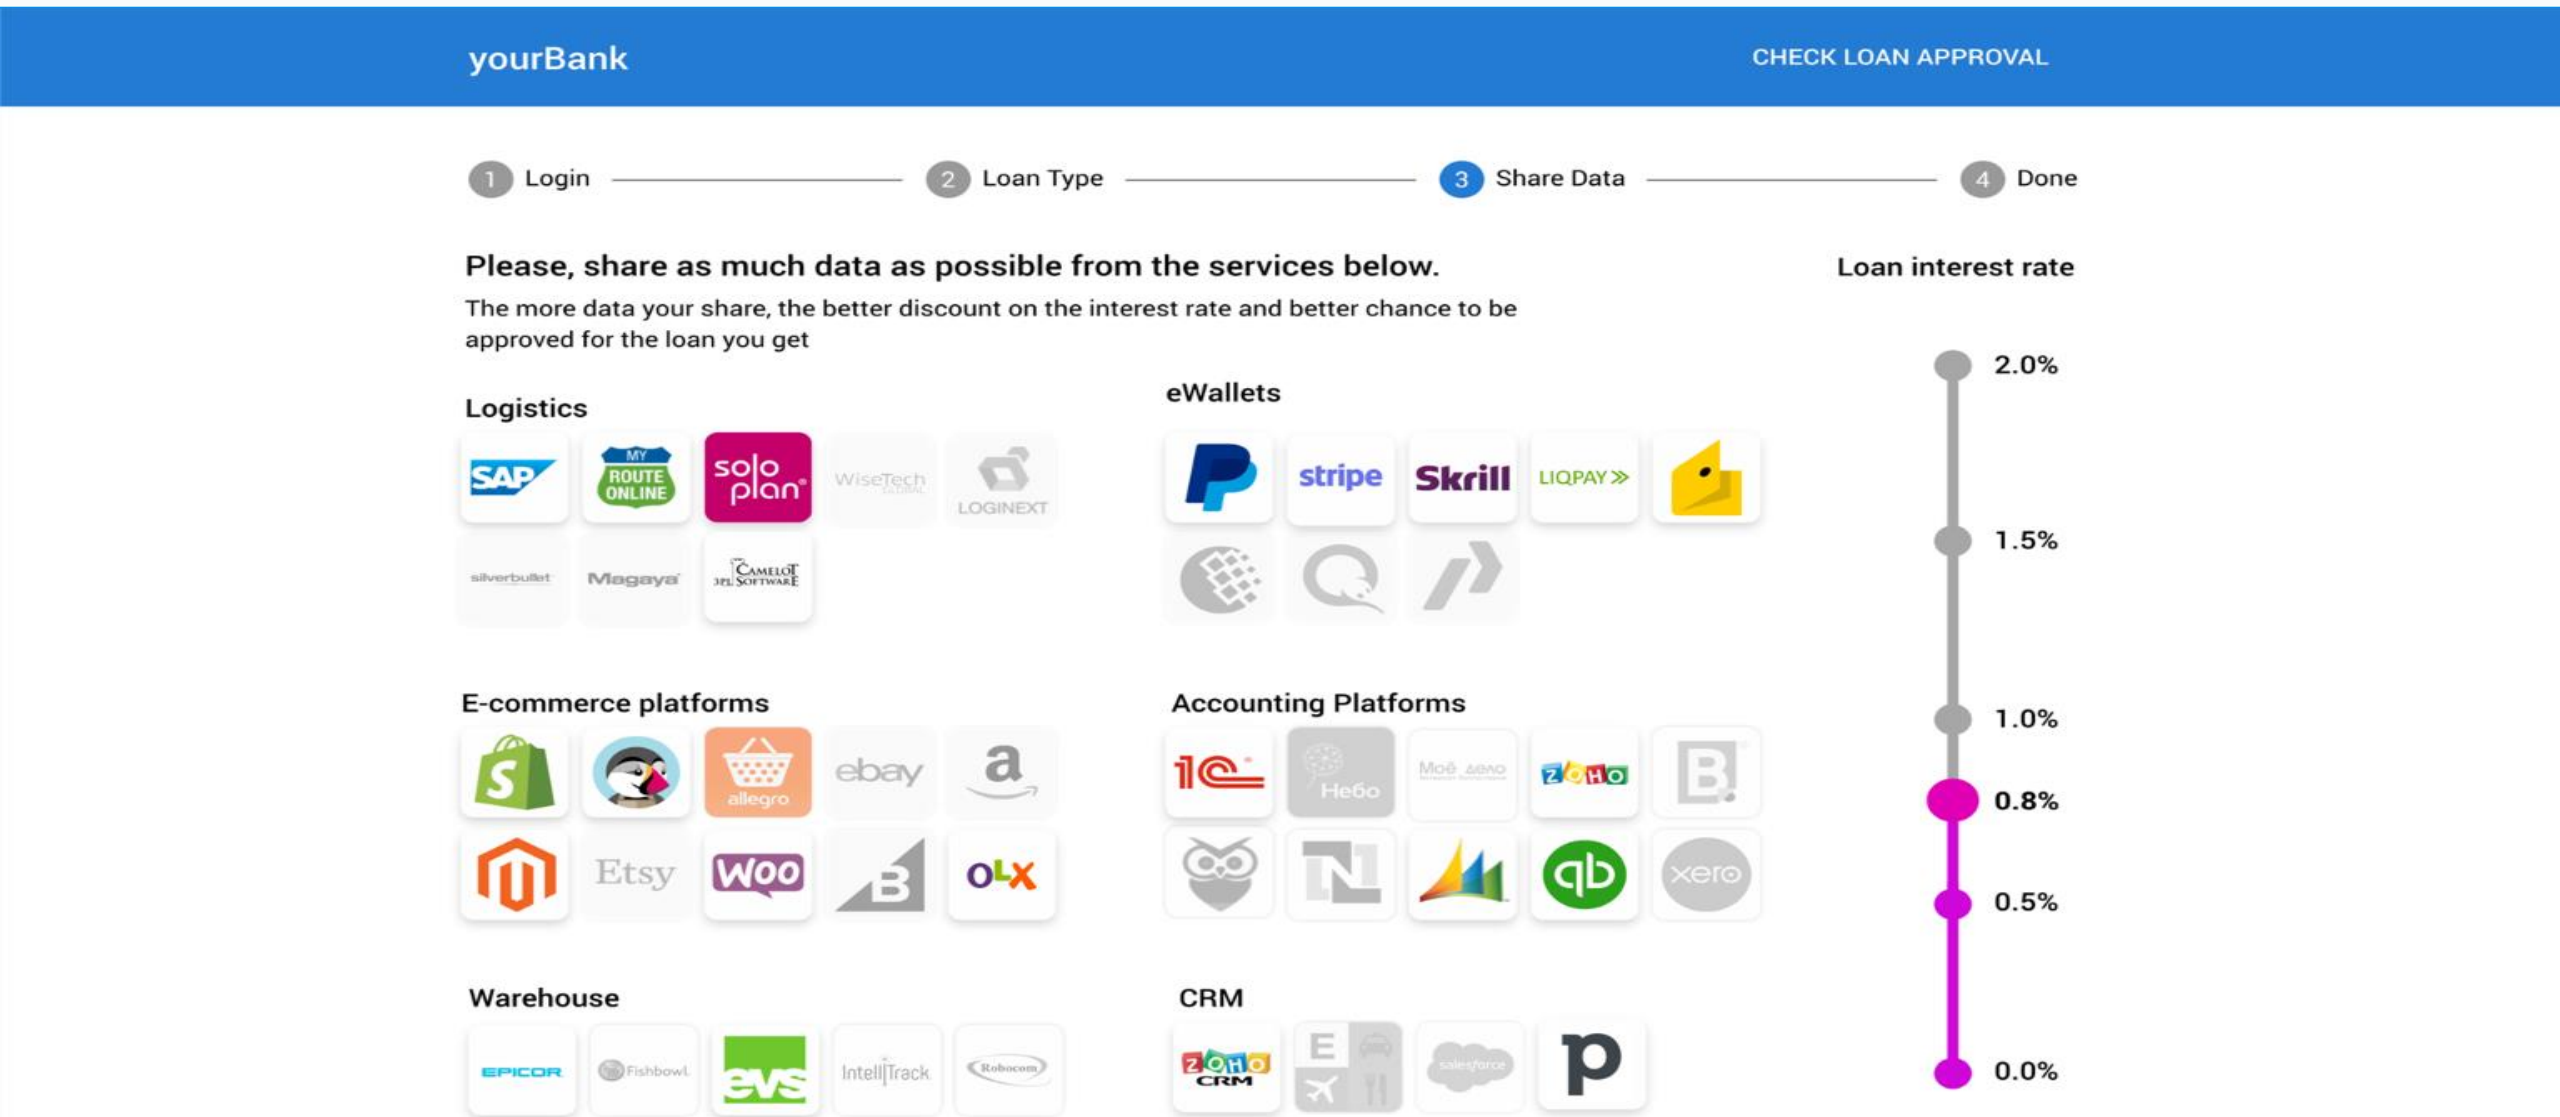 yourBank
CHECK LOAN APPROVAL
1 Login
2 Loan Type
3 Share Data
4 Done
Please, share as much data as possible from the services below.
The more data your share, the better discount on the interest rate and better chance to be
approved for the loan you get
Loan interest rate
Logistics
SAP
MY
ROUTE
ONLINE
solo
plan
WiseTech
GLOBAL
LOGINEXT
silverbullet
Magaya
CAMELOT
3PL SOFTWARE
eWallets
stripe
Skrill
LIQPAY
E-commerce platforms
S
allegro
ebay
a
Etsy
WOO
B
OLX
Accounting Platforms
1C
Небо
Моё дело
ZOHO
B
N
qb
xero
Warehouse
EPICOR
Fishbowl
evs
IntelliTrack
Robocom
CRM
ZOHO
CRM
E
salesforce
p
2.0%
1.5%
1.0%
0.8%
0.5%
0.0%